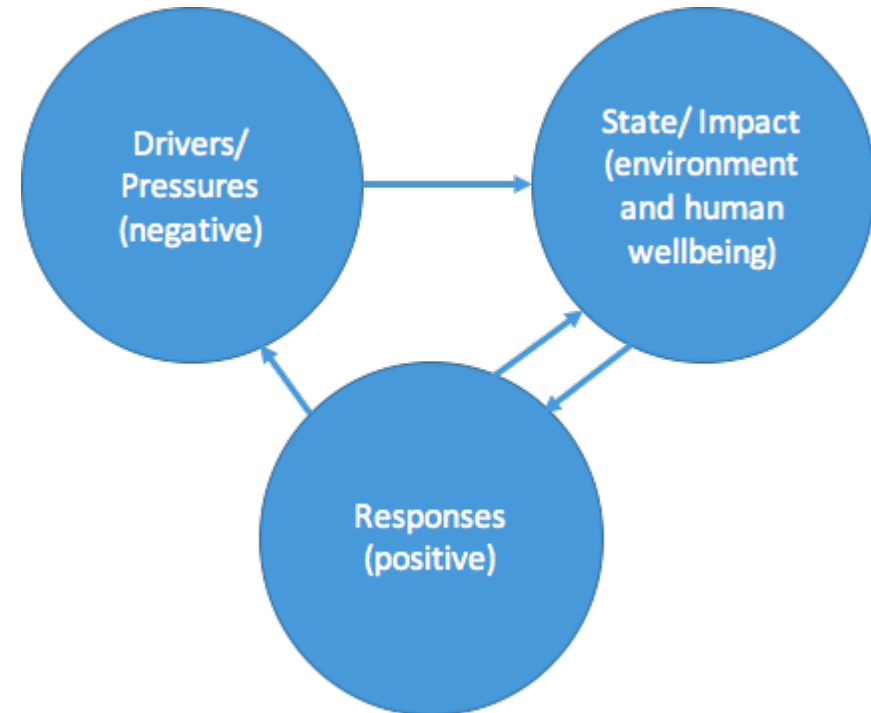 Drivers/
Pressures
(negative)
State/ Impact
(environment
and human
wellbeing)
Responses
(positive)